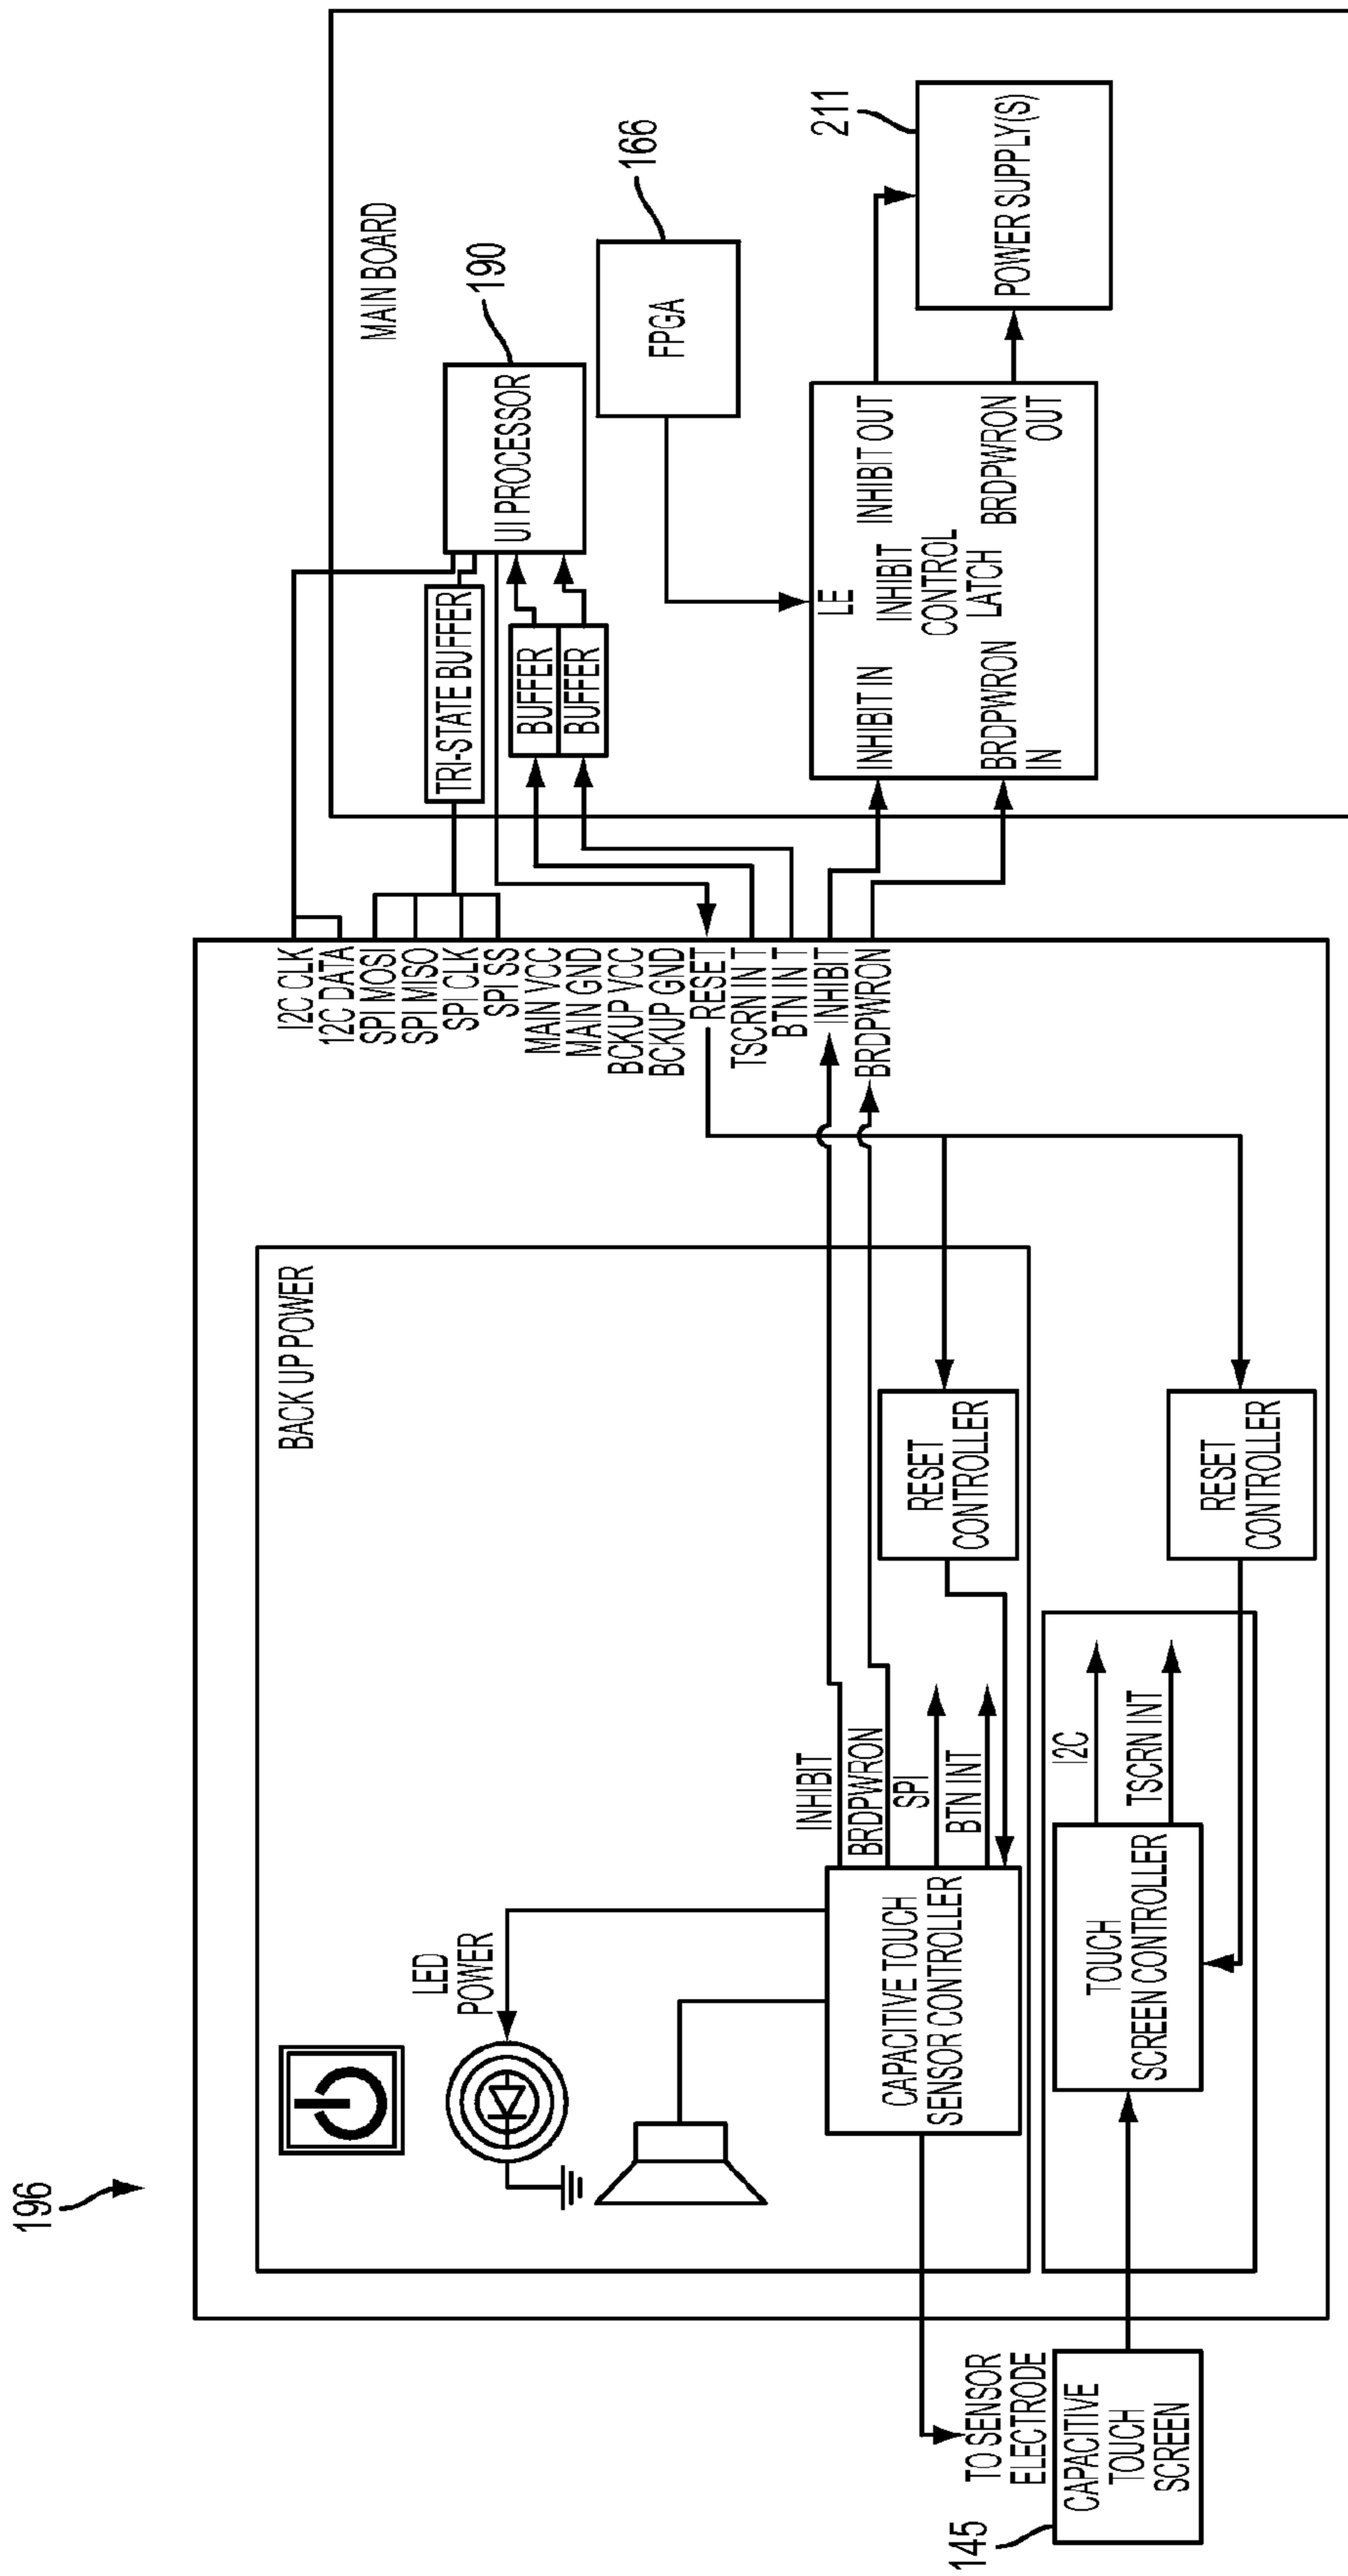 196
BACK UP POWER
LED
POWER
INHIBIT
BRDPWRON
SPI
BTN INT
CAPACITIVE TOUCH
SENSOR CONTROLLER
RESET
CONTROLLER
TO SENSOR
ELECTRODE
145
CAPACITIVE
TOUCH
SCREEN
TOUCH
SCREEN CONTROLLER
I2C
TSCRN INT
RESET
CONTROLLER
I2C CLK
12C DATA
SPI MOSI
SPI MISO
SPI CLK
SPI SS
MAIN VCC
MAIN GND
BCKUP VCC
BCKUP GND
RESET
TSCRN INT
BTN INT
INHIBIT
BRDPWRON
MAIN BOARD
TRI-STATE BUFFER
BUFFER
BUFFER
UI PROCESSOR
190
FPGA
166
LE
INHIBIT IN
INHIBIT OUT
INHIBIT
CONTROL
LATCH
BRDPWRON
IN
BRDPWRON
OUT
211
POWER SUPPLY(S)